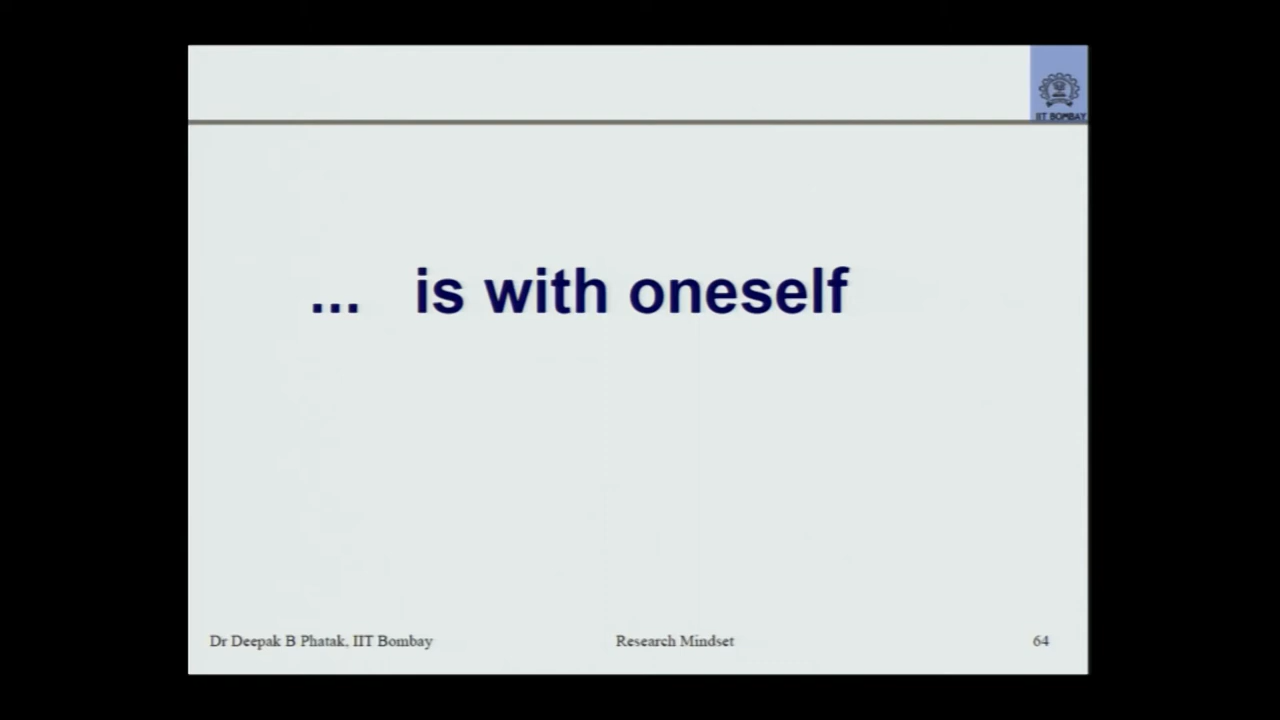 IIT BOMBAY
... is with oneself
Dr Deepak B Phatak, IIT Bombay
Research Mindset
64